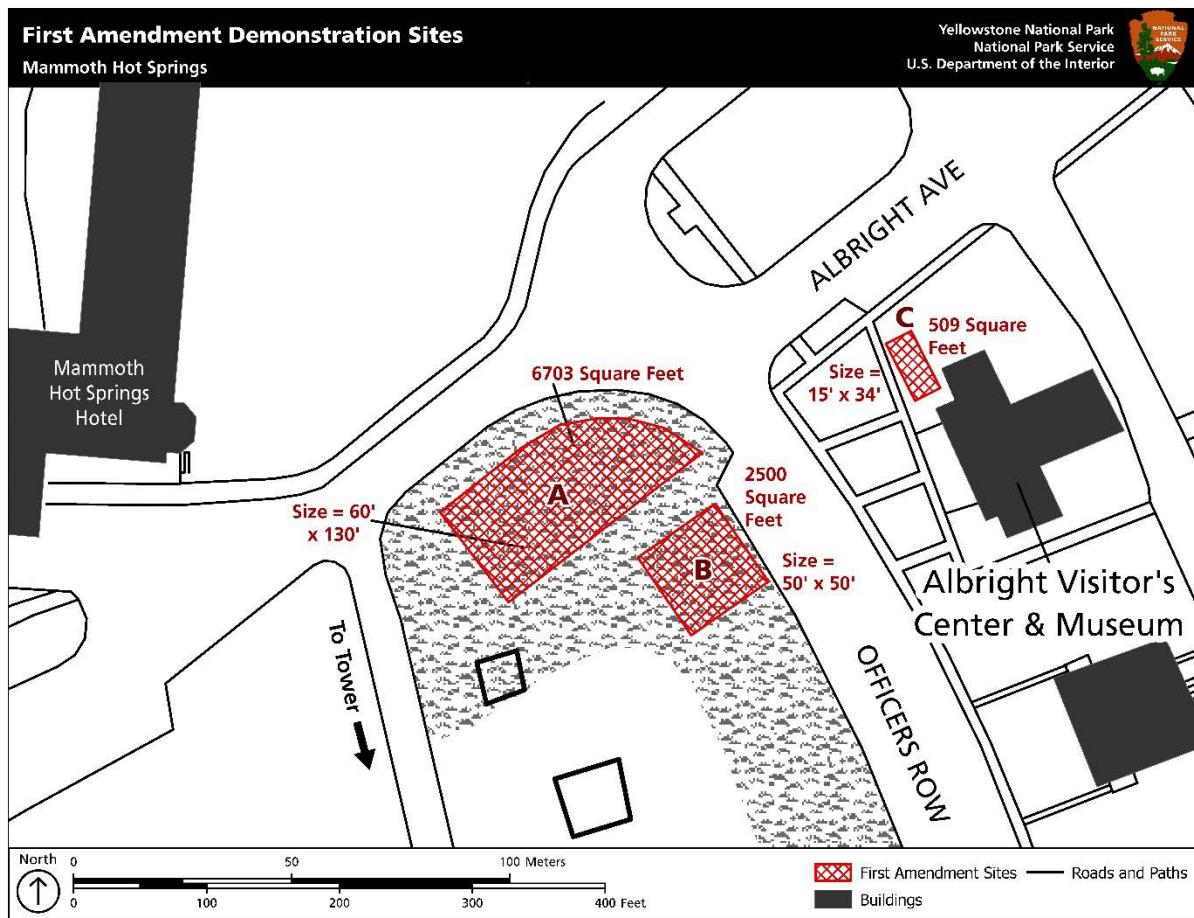 First Amendment Demonstration Sites
Mammoth Hot Springs
Yellowstone National Park
National Park Service
U.S. Department of the Interior
NATIONAL
PARK
SERVICE
ALBRIGHT AVE
Mammoth
Hot Springs
Hotel
6703 Square Feet
A
Size = 60'
x 130'
C
509 Square
Feet
Size =
15' x 34'
2500
Square
Feet
B
Size =
50' x 50'
Albright Visitor's
Center & Museum
To Tower
OFFICERS ROW
North
0
50
100 Meters
0
100
200
300
400 Feet
First Amendment Sites
Roads and Paths
Buildings